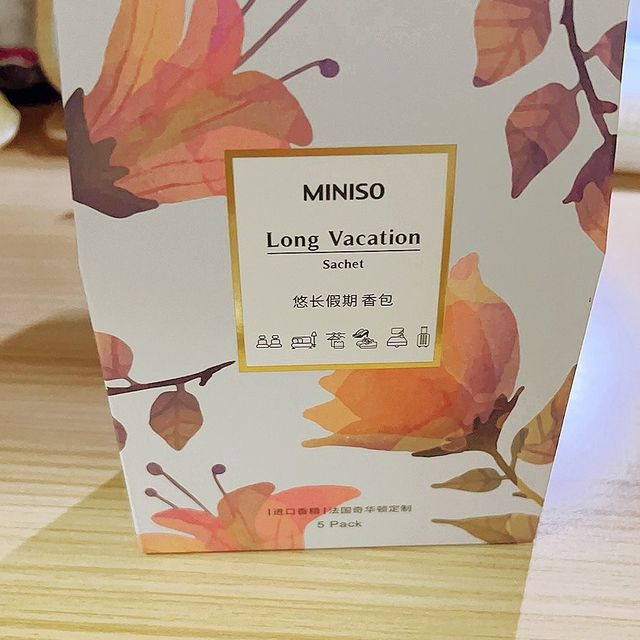 MINISO
Long Vacation
Sachet
悠长假期 香包
|进口香精|法国奇华顿定制
5 Pack